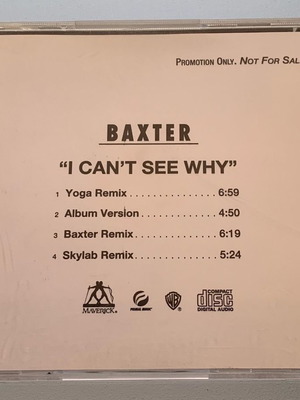 PROMOTION ONLY. NOT FOR SAL
BAXTER
“I CAN'T SEE WHY”
1 Yoga Remix............. 6:59
2 Album Version........... 4:50
3 Baxter Remix............ 6:19
4 Skylab Remix............ 5:24
MAVERICK
WB
COMPACT
disc
DIGITAL AUDIO